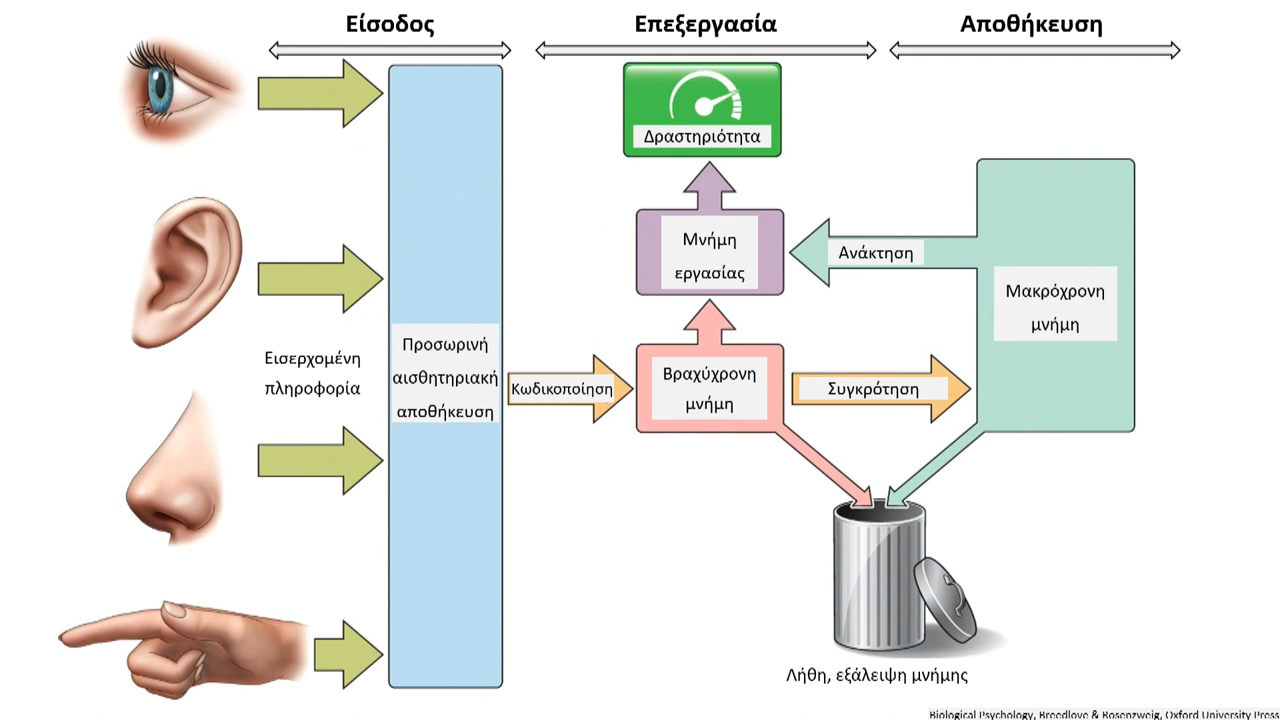 Είσοδος
Επεξεργασία
Αποθήκευση
Δραστηριότητα
Μνήμη
εργασίας
Ανάκτηση
Μακρόχρονη
μνήμη
Εισερχομένη
πληροφορία
Προσωρινή
αισθητηριακή
αποθήκευση
Κωδικοποίηση
Βραχύχρονη
μνήμη
Συγκρότηση
Λήθη, εξάλειψη μνήμης
Biological Psychology, Breedlove & Rosenzweig, Oxford University Press